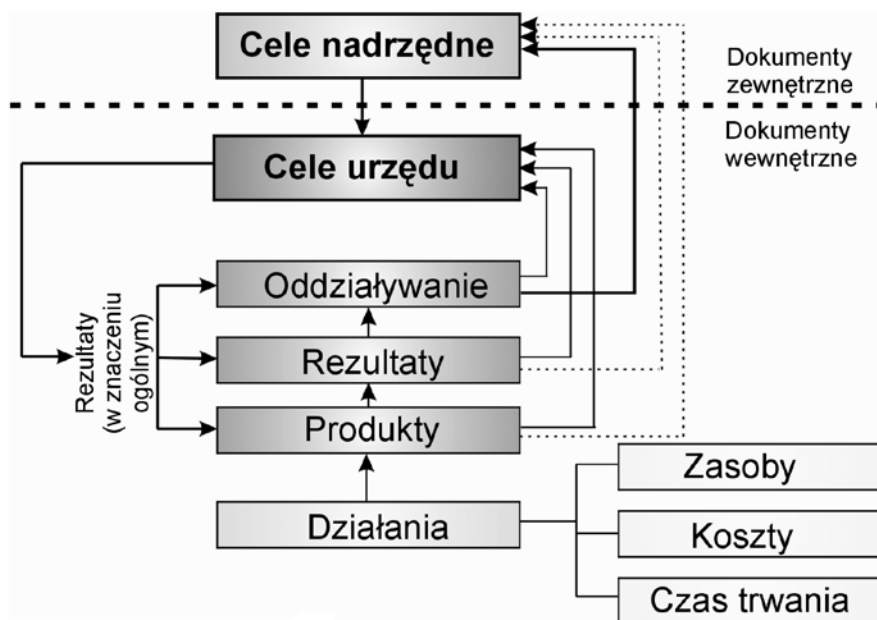 Cele nadrzędne
Dokumenty
zewnętrzne
Dokumenty
wewnętrzne
Cele urzędu
Oddziaływanie
Rezultaty
(w znaczeniu
ogólnym)
Rezultaty
Produkty
Działania
Zasoby
Koszty
Czas trwania